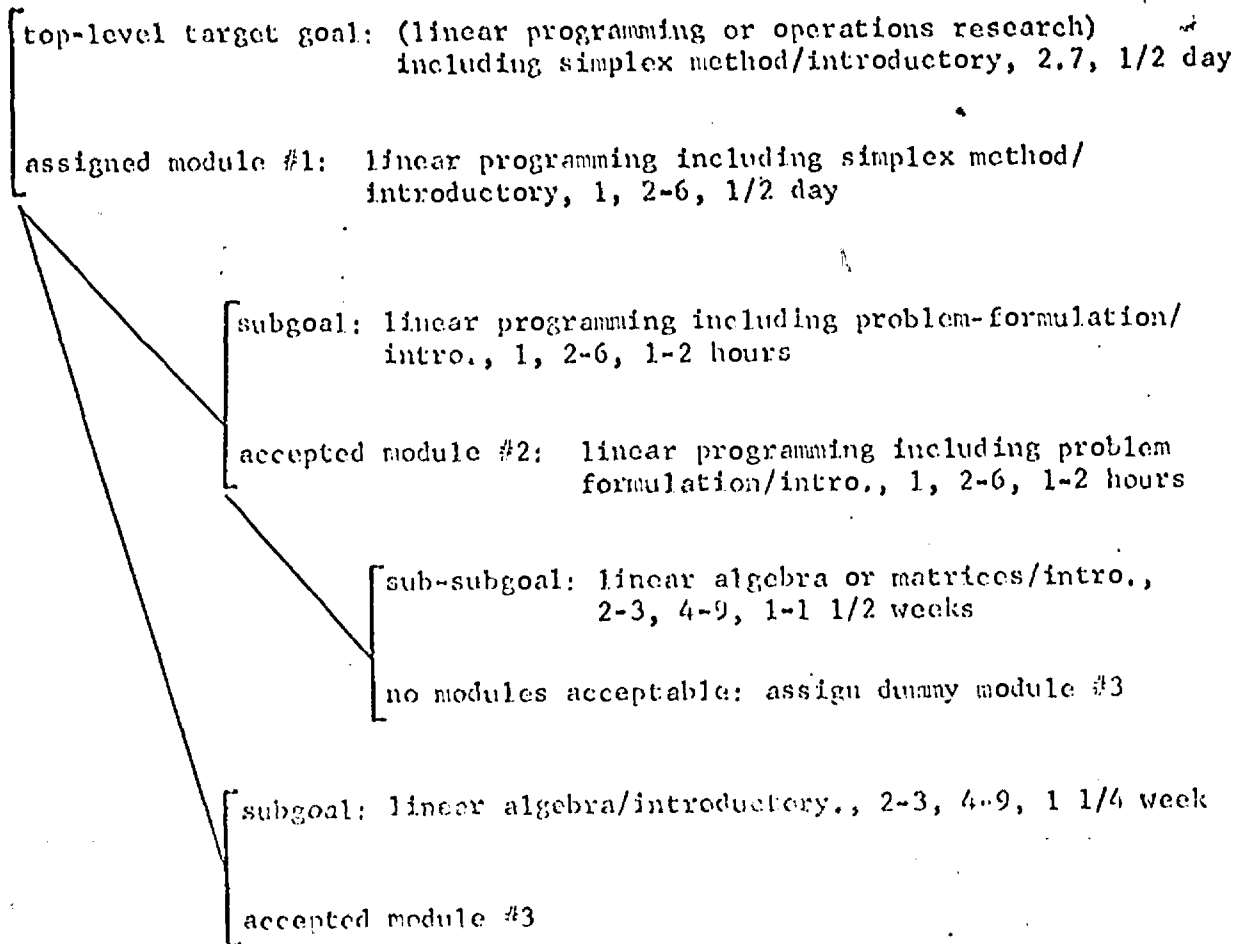 top-level target goal: (linear programming or operations research)
including simplex method/introductory, 2.7, 1/2 day
assigned module #1: linear programming including simplex method/
introductory, 1, 2-6, 1/2 day
subgoal: linear programming including problem-formulation/
intro., 1, 2-6, 1-2 hours
accepted module #2: linear programming including problem
formulation/intro., 1, 2-6, 1-2 hours
sub-subgoal: linear algebra or matrices/intro.,
2-3, 4-9, 1-1 1/2 weeks
no modules acceptable: assign dummy module #3
subgoal: linear algebra/introductory., 2-3, 4-9, 1 1/4 week
accepted module #3